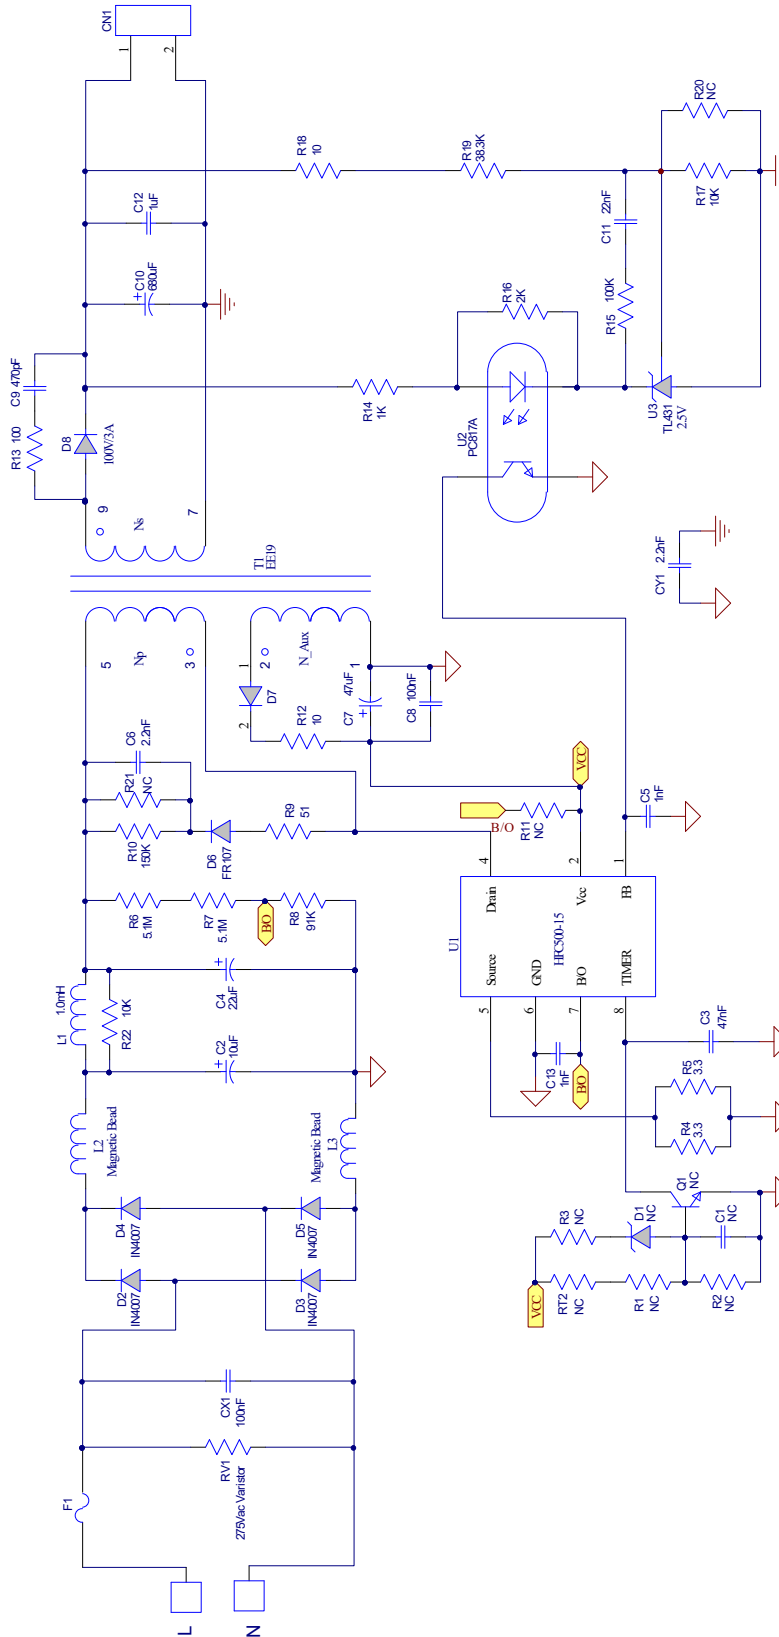 L
N
F1
RV1
275Vac Varistor
CX1
100nF
D2
IN4007
D4
IN4007
D3
IN4007
D5
IN4007
L2
Magnetic Bead
Magnetic Bead
L3
L1
1.0mH
R22
10K
C2
10uF
C4
22uF
R6
5.1M
R7
5.1M
BO
R8
91K
R10
150K
R21
NC
C6
2.2nF
D6
FR107
R9
51
5
Np
3
2
D7
1
R12
10
2
N_Aux
1
C7
47uF
C8
100nF
T1
EE19
9
Ns
7
R13
100
C9
470pF
D8
100V/3A
C10
680uF
C12
1uF
CN1
1
2
R18
10
R19
38.3K
R14
1K
U2
PC817A
R16
2K
R15
100K
C11
22nF
U3
TL431
2.5V
R17
10K
R20
NC
CY1
2.2nF
VCC
B/O
R11
NC
C5
1nF
U1
HFC500-15
Source
GND
B/O
TIMER
Drain
Vcc
FB
5
6
7
8
4
2
1
C13
1nF
BO
C3
47nF
R4
3.3
R5
3.3
VCC
RT2
NC
R3
NC
R1
NC
D1
NC
R2
NC
C1
NC
Q1
NC